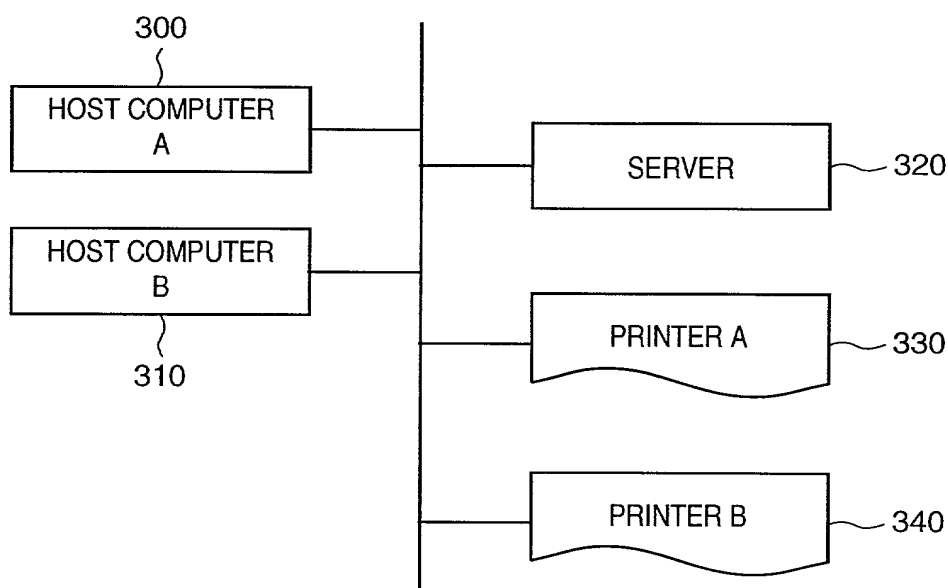 300
HOST COMPUTER
A
HOST COMPUTER
B
310
SERVER
320
PRINTER A
330
PRINTER B
340